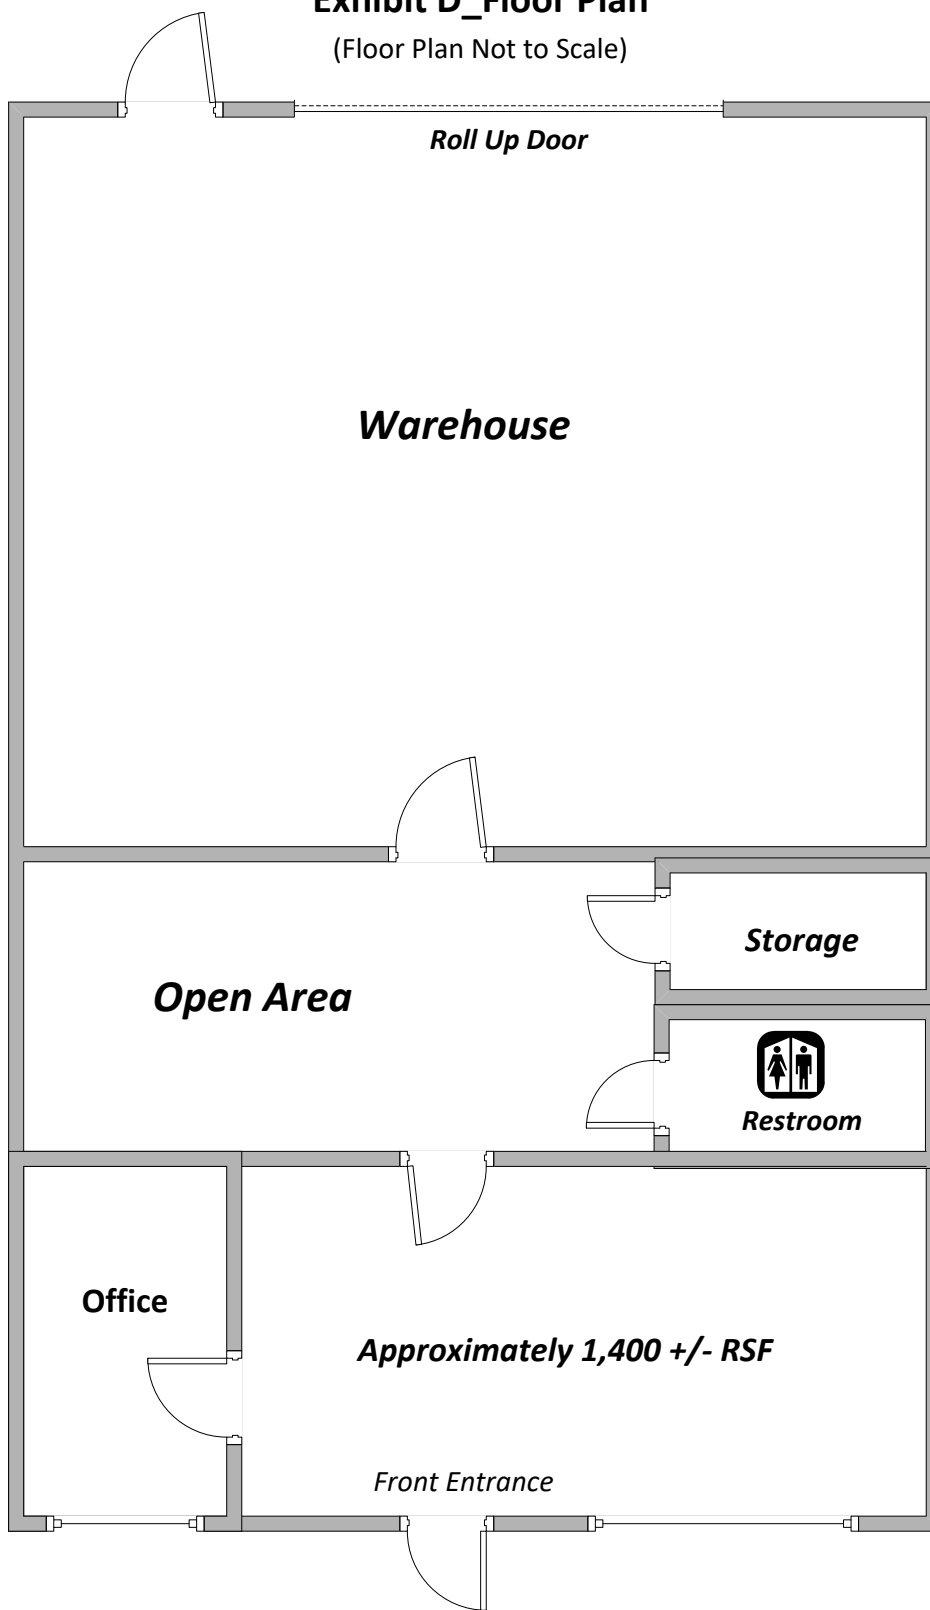 Exhibit D_Floor Plan
(Floor Plan Not to Scale)
Roll Up Door
Warehouse
Storage
Open Area
Restroom
Office
Approximately 1,400 +/- RSF
Front Entrance